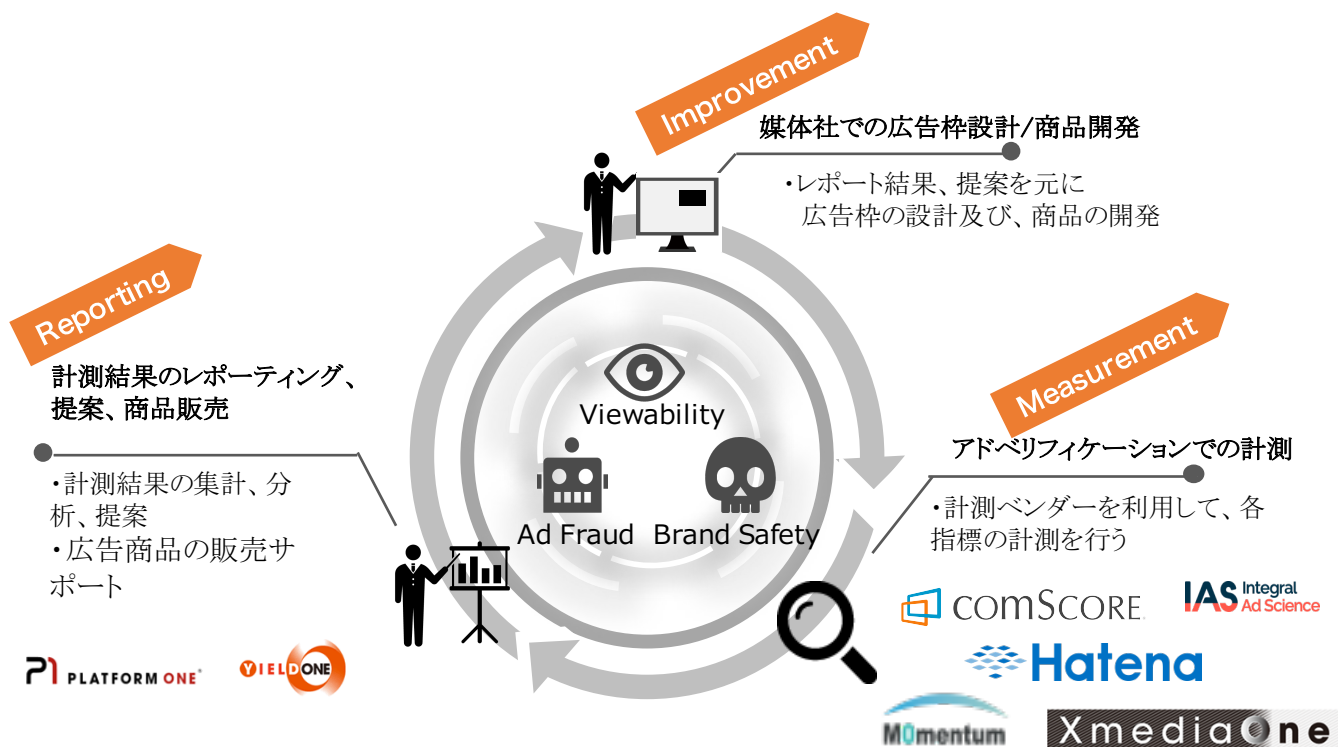 Improvement
媒体社での広告枠設計/商品開発
・レポート結果、提案を元に
広告枠の設計及び、商品の開発
Reporting
計測結果のレポーティング、
提案、商品販売
・計測結果の集計、分
析、提案
・広告商品の販売サ
ポート
P1 PLATFORM ONE
YIELD ONE
Viewability
Ad Fraud
Brand Safety
Measurement
アドベリフィケーションでの計測
・計測ベンダーを利用して、各
指標の計測を行う
comSCORE
IAS Integral
Ad Science
Hatena
M0mentum
XmediaOne